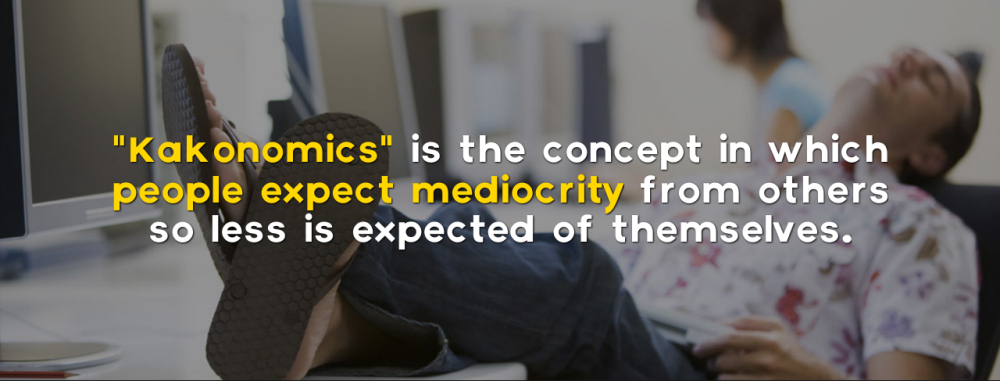 "Kakonomics" is the concept in which
people expect mediocrity from others
so less is expected of themselves.